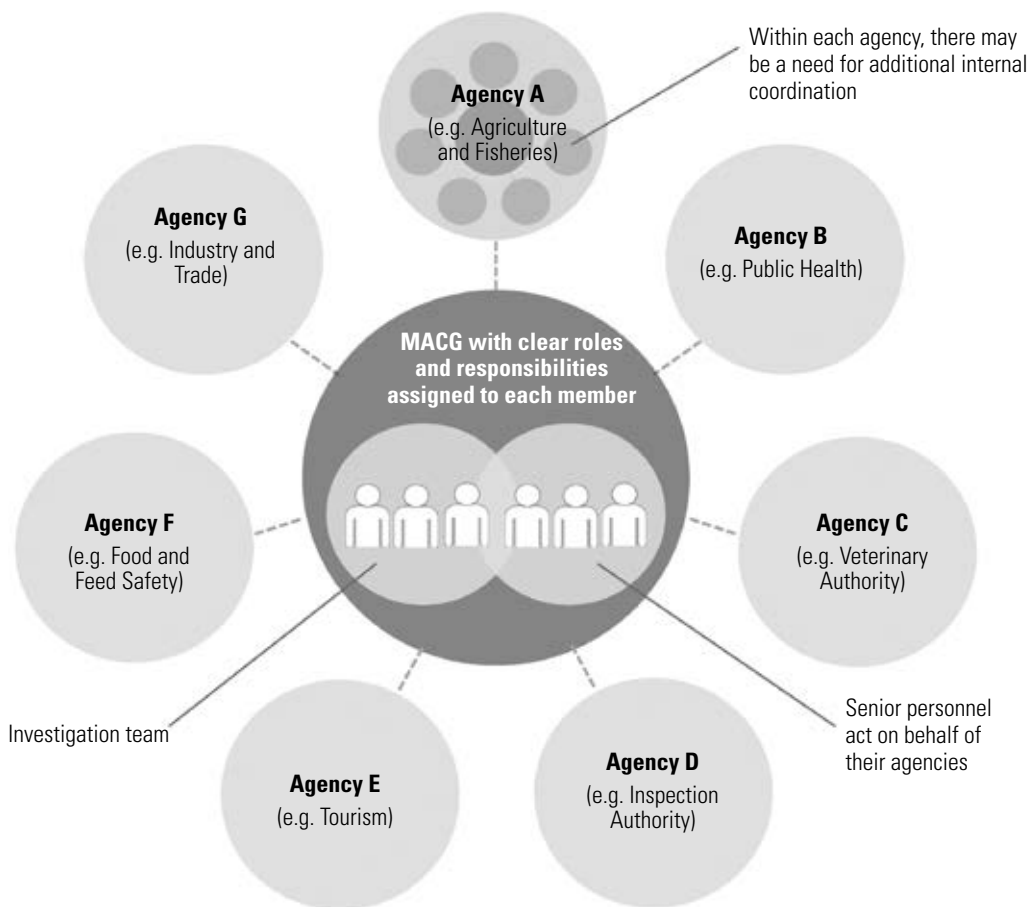 Within each agency, there may
be a need for additional internal
coordination
Agency A
(e.g. Agriculture
and Fisheries)
Agency G
(e.g. Industry and
Trade)
Agency B
(e.g. Public Health)
MACG with clear roles
and responsibilities
assigned to each member
Agency F
(e.g. Food and
Feed Safety)
Agency C
(e.g. Veterinary
Authority)
Investigation team
Senior personnel
act on behalf of
their agencies
Agency E
(e.g. Tourism)
Agency D
(e.g. Inspection
Authority)